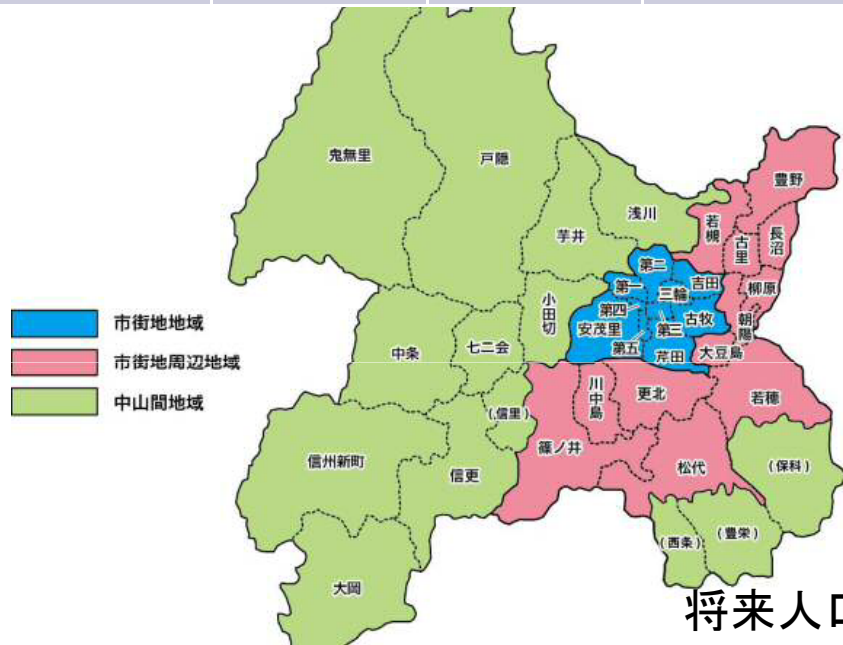 鬼無里
戸隠
豊野
浅川
若槻
芋井
古里
長沼
第二
吉田
柳原
第一
三輪
小田切
第四
古牧
朝陽
安茂里
第三
中条
七二会
第五
芹田
大豆島
市街地地域
市街地周辺地域
中山間地域
(信里)
川中島
更北
若穂
篠ノ井
信州新町
信更
松代
(保科)
(豊栄)
(西条)
大岡
将来人口